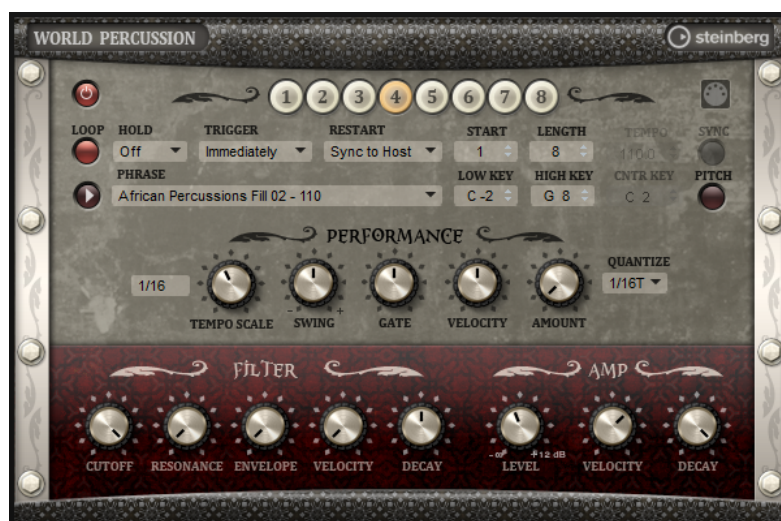 WORLD PERCUSSION
steinberg
1 2 3 4 5 6 7 8
LOOP HOLD TRIGGER RESTART START LENGTH TEMPO SYNC
Off Immediately Sync to Host 1 8 110.0
PHRASE LOW KEY HIGH KEY CNTR KEY PITCH
African Percussions Fill 02 - 110 C -2 G 8 C 2
PERFORMANCE
QUANTIZE
1/16 1/16T
- +
TEMPO SCALE SWING GATE VELOCITY AMOUNT
FILTER AMP
-∞ +12 dB
CUTOFF RESONANCE ENVELOPE VELOCITY DECAY LEVEL VELOCITY DECAY